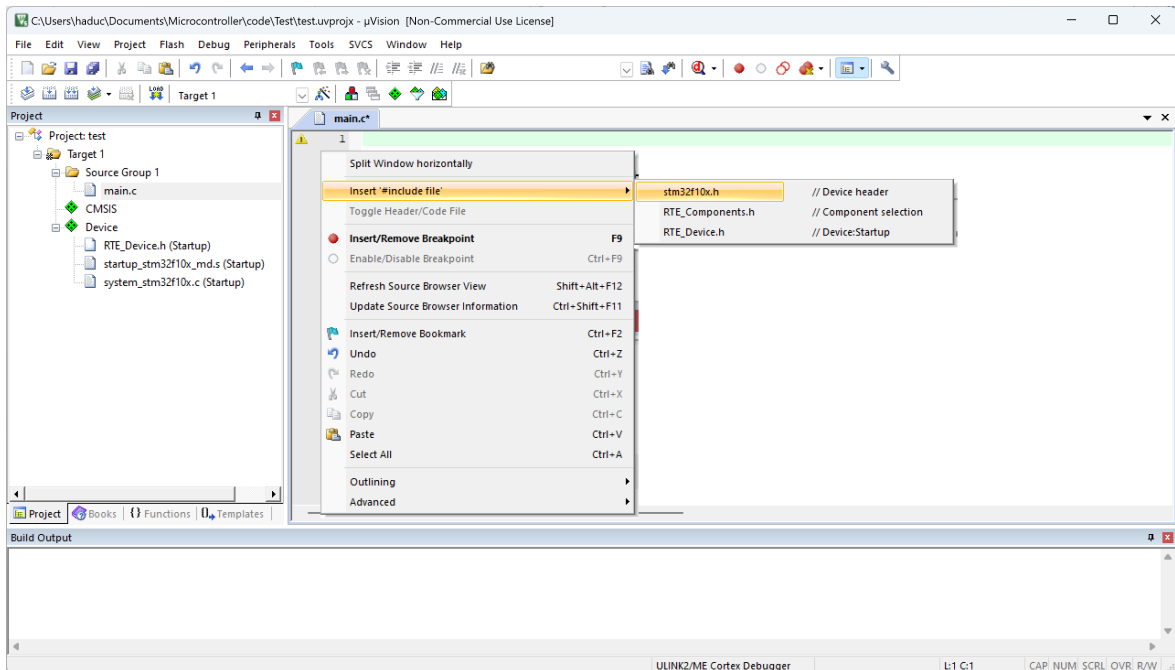 C:\Users\haduc\Documents\Microcontroller\code\Test\test.uvprojx - µVision [Non-Commercial Use License]
File Edit View Project Flash Debug Peripherals Tools SVCS Window Help
LOAD Target 1
Project
main.c*
Project: test
Target 1
Source Group 1
main.c
CMSIS
Device
RTE_Device.h (Startup)
startup_stm32f10x_md.s (Startup)
system_stm32f10x.c (Startup)
Project Books {} Functions Templates
1
Split Window horizontally
Insert '#include file'
Toggle Header/Code File
Insert/Remove Breakpoint F9
Enable/Disable Breakpoint Ctrl+F9
Refresh Source Browser View Shift+Alt+F12
Update Source Browser Information Ctrl+Shift+F11
Insert/Remove Bookmark Ctrl+F2
Undo Ctrl+Z
Redo Ctrl+Y
Cut Ctrl+X
Copy Ctrl+C
Paste Ctrl+V
Select All Ctrl+A
Outlining
Advanced
stm32f10x.h // Device header
RTE_Components.h // Component selection
RTE_Device.h // Device:Startup
Build Output
ULINK2/ME Cortex Debugger L:1 C:1 CAP NUM SCRL OVR R/W